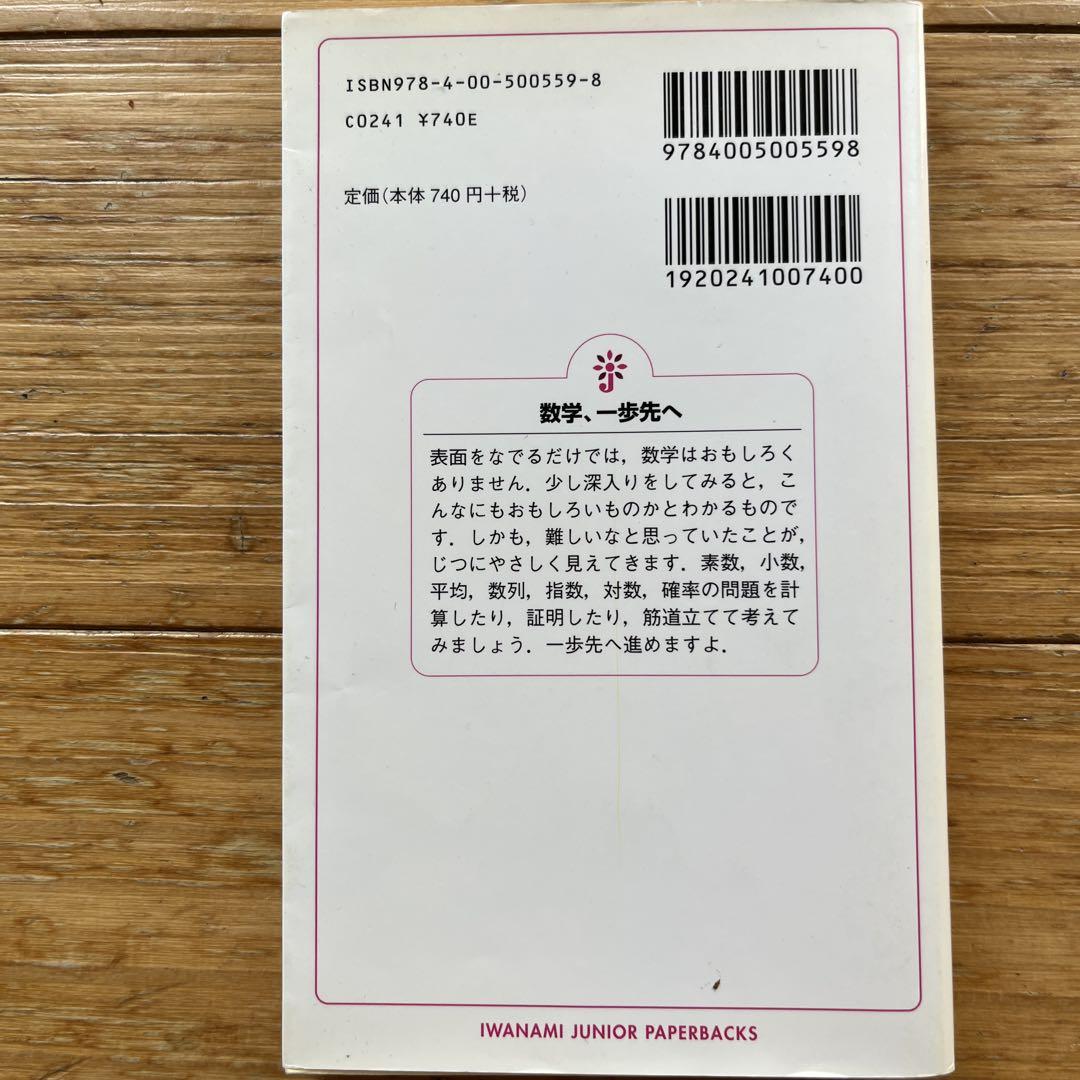 ISBN978-4-00-500559-8
C0241 ¥740E
定価(本体 740 円+税)
9784005005598
1920241007400
数学、一歩先へ
表面をなでるだけでは，数学はおもしろく
ありません．少し深入りをしてみると，こ
んなにもおもしろいものかとわかるもので
す．しかも，難しいなと思っていたことが，
じつにやさしく見えてきます．素数，小数，
平均，数列，指数，対数，確率の問題を計
算したり，証明したり，筋道立てて考えて
みましょう．一歩先へ進めますよ．
IWANAMI JUNIOR PAPERBACKS